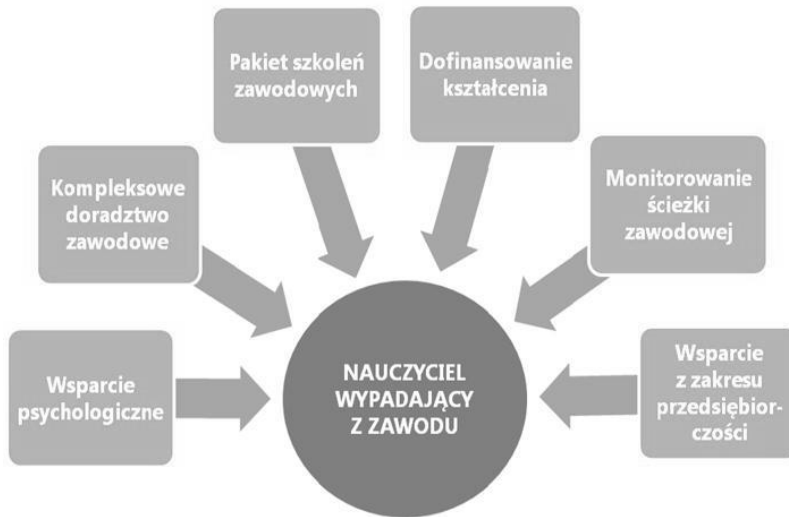 Pakiet szkoleń
zawodowych
Dofinansowanie
kształcenia
Kompleksowe
doradztwo
zawodowe
Monitorowanie
ścieżki
zawodowej
Wsparcie
psychologiczne
NAUCZYCIEL
WYPADAJĄCY
Z ZAWODU
Wsparcie
z zakresu
przedsiębior-
czości